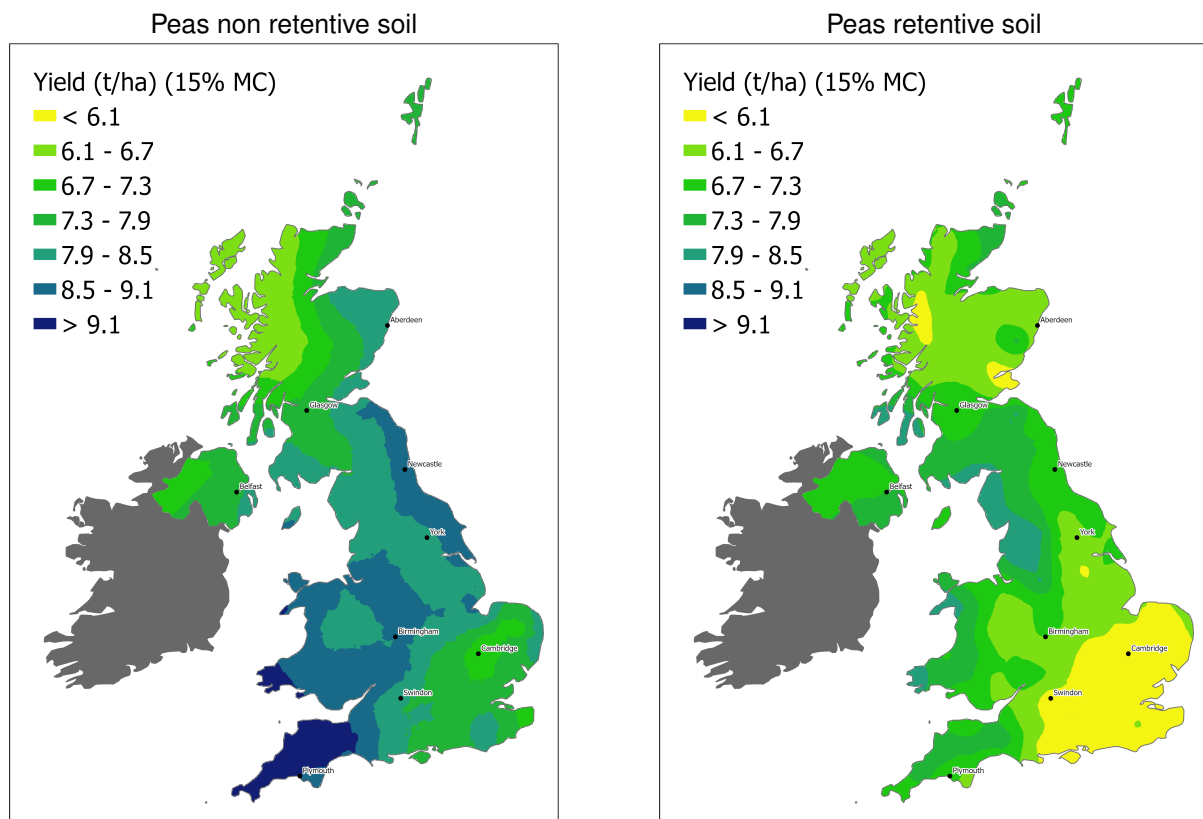 Peas non retentive soil
Yield (t/ha) (15% MC)
< 6.1
6.1 - 6.7
6.7 - 7.3
7.3 - 7.9
7.9 - 8.5
8.5 - 9.1
> 9.1
Aberdeen
Glasgow
Newcastle
Belfast
York
Birmingham
Cambridge
Swindon
Plymouth
Peas retentive soil
Yield (t/ha) (15% MC)
< 6.1
6.1 - 6.7
6.7 - 7.3
7.3 - 7.9
7.9 - 8.5
8.5 - 9.1
> 9.1
Aberdeen
Glasgow
Newcastle
Belfast
York
Birmingham
Cambridge
Swindon
Plymouth